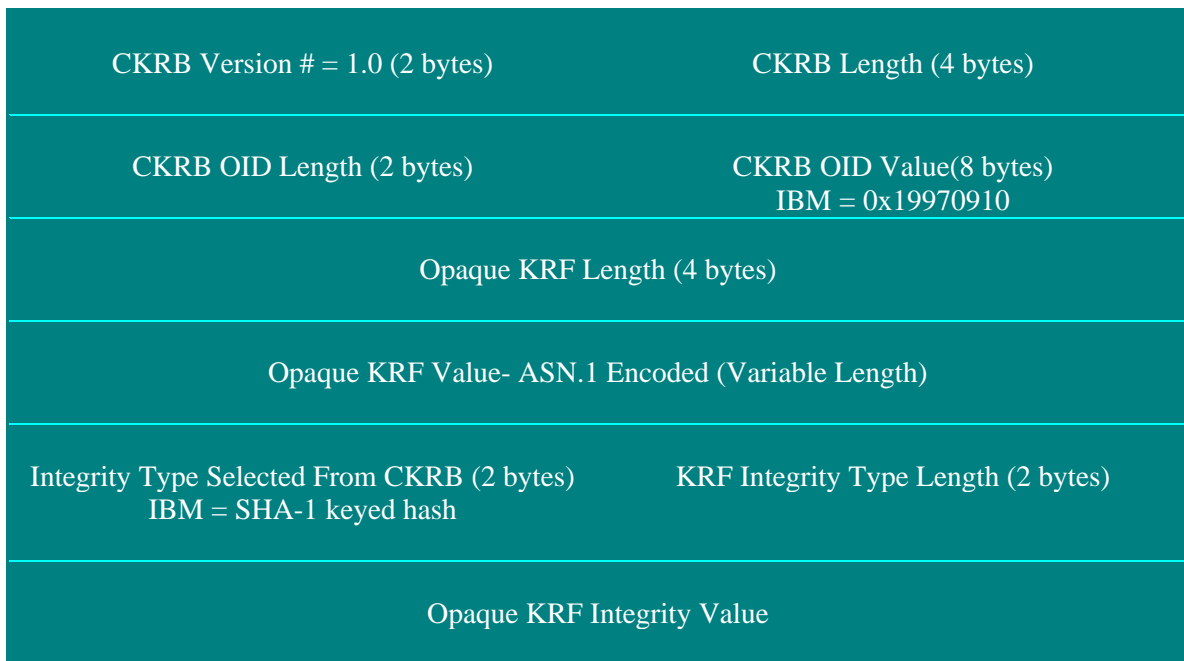 CKRB Version # = 1.0 (2 bytes)
CKRB Length (4 bytes)
CKRB OID Length (2 bytes)
CKRB OID Value(8 bytes)
IBM = 0x19970910
Opaque KRF Length (4 bytes)
Opaque KRF Value- ASN.1 Encoded (Variable Length)
Integrity Type Selected From CKRB (2 bytes)
IBM = SHA-1 keyed hash
KRF Integrity Type Length (2 bytes)
Opaque KRF Integrity Value